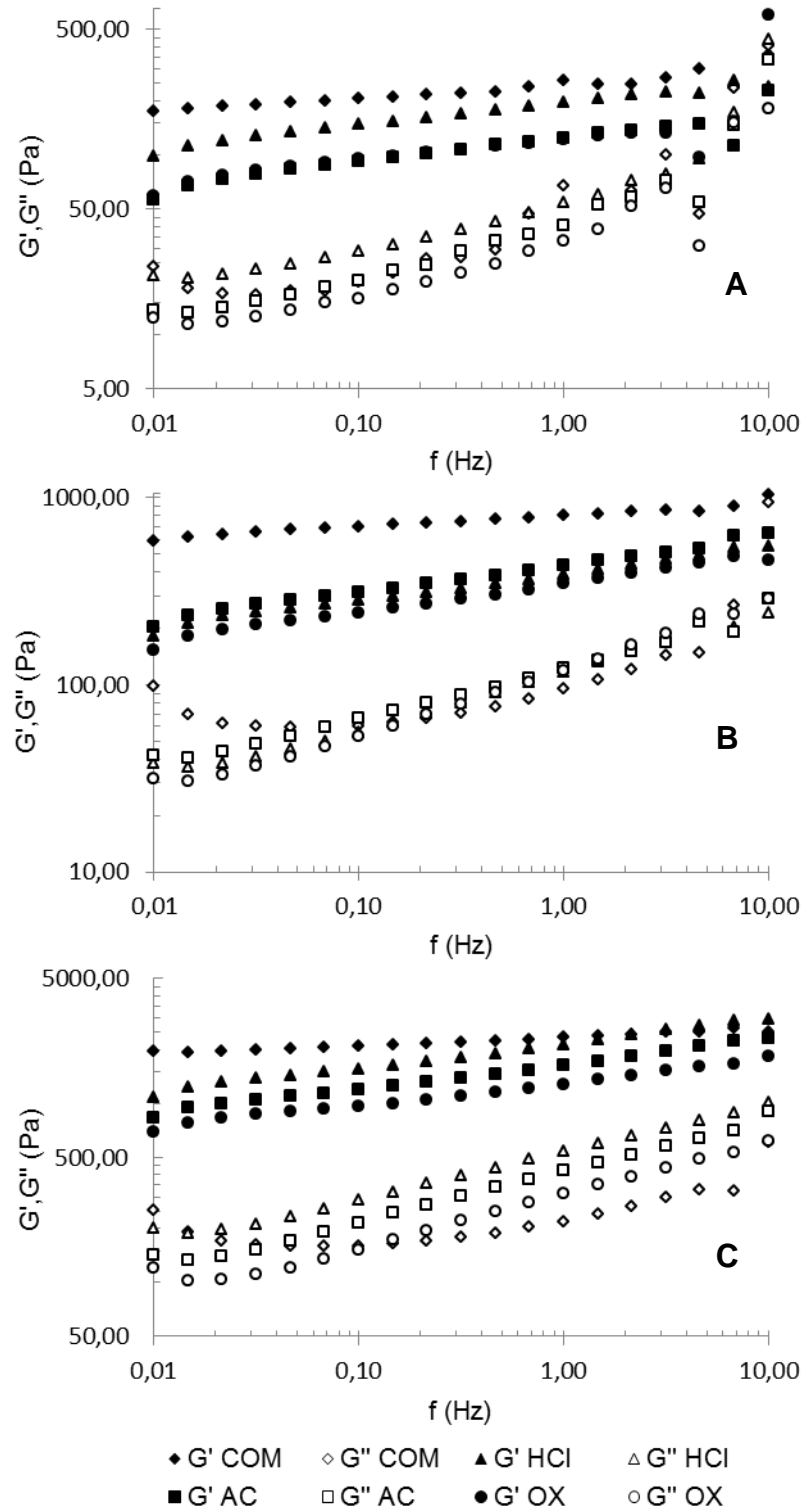 500,00
50,00
5,00
G',G" (Pa)
A
0,01 0,10 1,00 10,00
f (Hz)
1000,00
100,00
10,00
G',G" (Pa)
B
0,01 0,10 1,00 10,00
f (Hz)
5000,00
500,00
50,00
G',G" (Pa)
C
0,01 0,10 1,00 10,00
f (Hz)
G' COM G" COM G' HCl G" HCl
G' AC G" AC G' OX G" OX